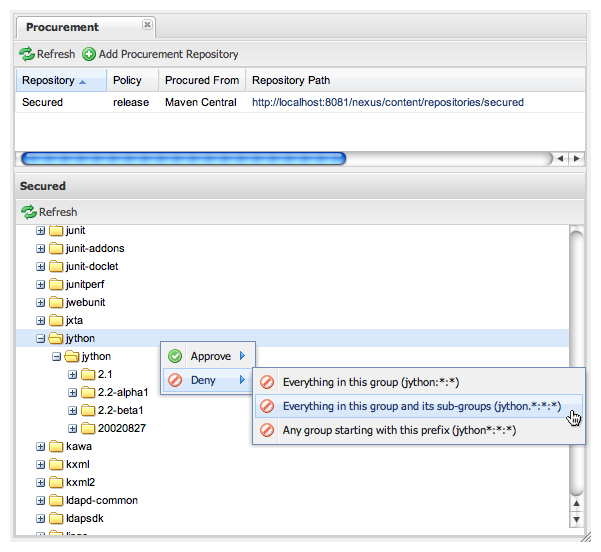 Procurement
Refresh Add Procurement Repository
Repository Policy Procured From Repository Path
Secured release Maven Central http://localhost:8081/nexus/content/repositories/secured
Secured
Refresh
junit
junit-addons
junit-doclet
junitperf
jwebunit
jxta
jython
jython
2.1
2.2-alpha1
2.2-beta1
20020827
kawa
kxml
kxml2
ldapd-common
ldapsdk
Approve
Deny
Everything in this group (jython:*:*)
Everything in this group and its sub-groups (jython.*:*:*)
Any group starting with this prefix (jython*:*:*)